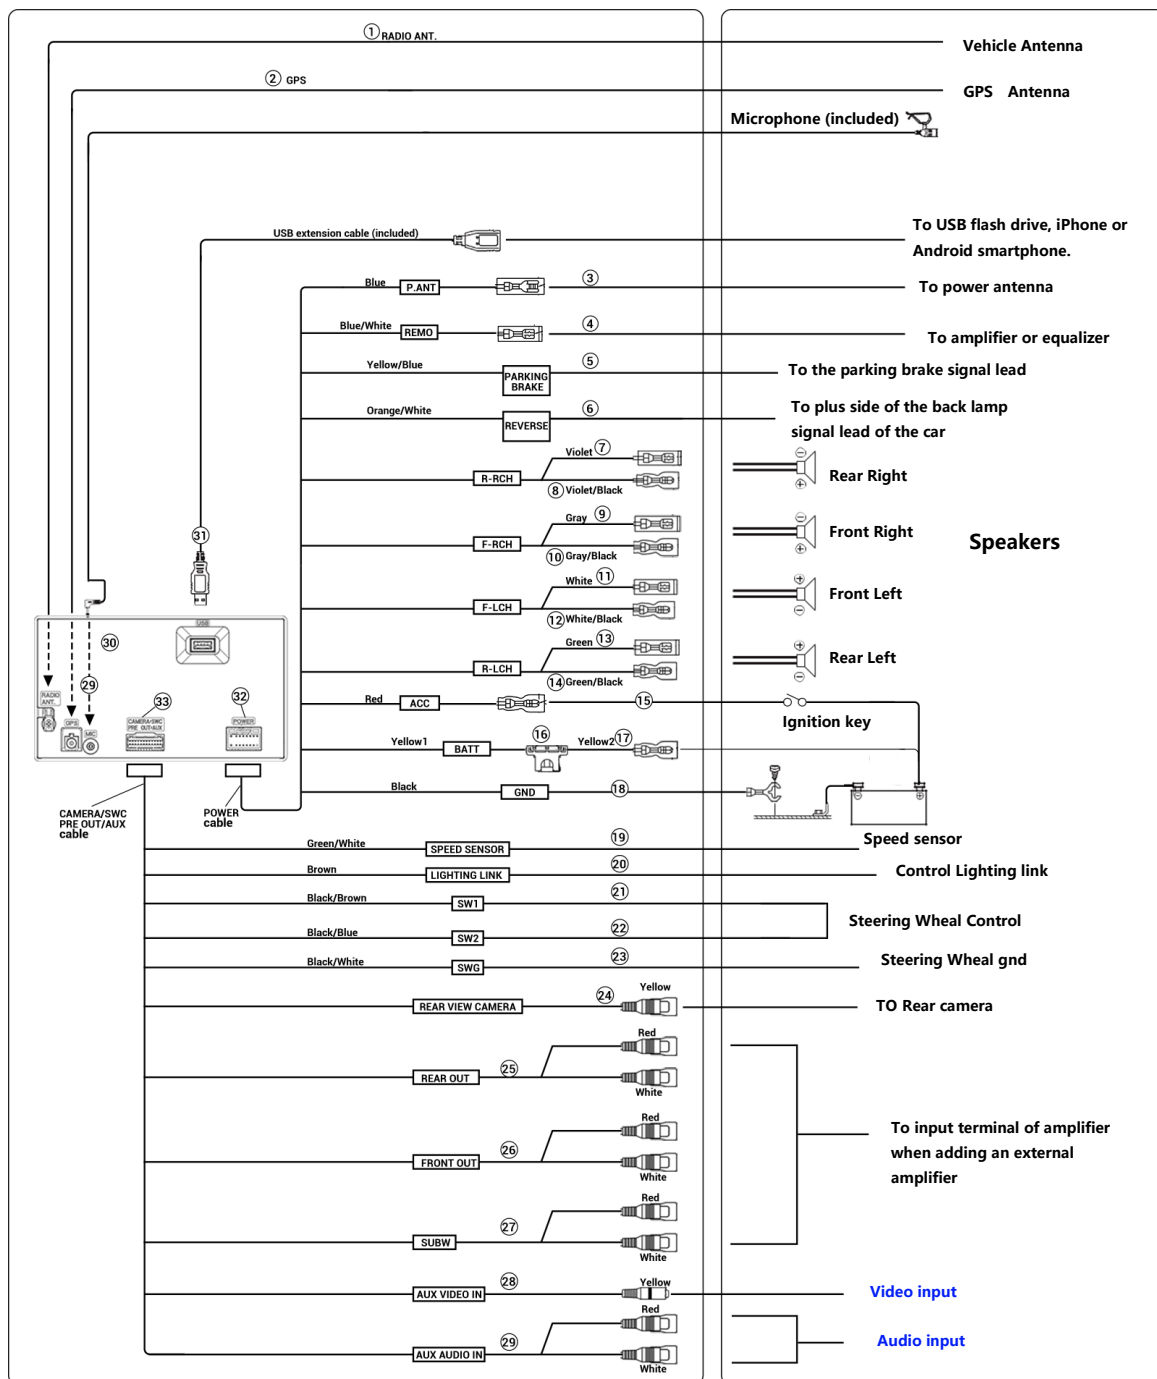 ① RADIO ANT.
Vehicle Antenna
② GPS
GPS Antenna
Microphone (included)
USB extension cable (included)
To USB flash drive, iPhone or
Android smartphone.
Blue P.ANT ③
To power antenna
Blue/White REMO ④
To amplifier or equalizer
Yellow/Blue PARKING
BRAKE ⑤
To the parking brake signal lead
Orange/White REVERSE ⑥
To plus side of the back lamp
signal lead of the car
Violet ⑦
R-RCH
⑧ Violet/Black
⊖
⊕
Rear Right
Gray ⑨
F-RCH
⑩ Gray/Black
⊖
⊕
Front Right
Speakers
White ⑪
F-LCH
⑫ White/Black
⊕
⊖
Front Left
Green ⑬
R-LCH
⑭ Green/Black
⊕
⊖
Rear Left
㉛
USB
㉚
㉙
㉝
㉜
RADIO
ANT.
GPS
MIC
CAMERA/SWC
PRE OUT/AUX
POWER
Red ACC ⑮
Ignition key
Yellow1 BATT ⑯ Yellow2 ⑰
Black GND ⑱
⊖ ⊕
CAMERA/SWC
PRE OUT/AUX
cable
POWER
cable
Green/White SPEED SENSOR ⑲
Speed sensor
Brown LIGHTING LINK ⑳
Control Lighting link
Black/Brown SW1 ㉑
Steering Wheal Control
Black/Blue SW2 ㉒
Black/White SWG ㉓
Steering Wheal gnd
REAR VIEW CAMERA ㉔ Yellow
TO Rear camera
Red
REAR OUT ㉕
White
Red
FRONT OUT ㉖
White
To input terminal of amplifier
when adding an external
amplifier
Red
SUBW ㉗
White
AUX VIDEO IN ㉘ Yellow
Video input
Red
AUX AUDIO IN ㉙
White
Audio input